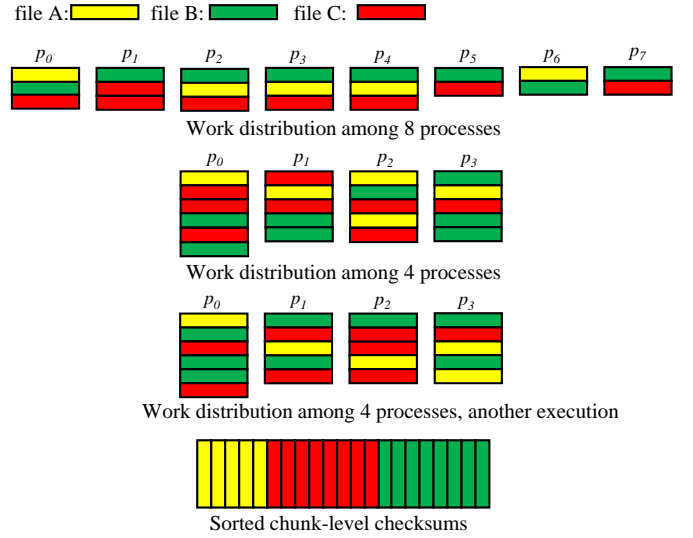 file A: file B: file C:
p0 p1 p2 p3 p4 p5 p6 p7
Work distribution among 8 processes
p0 p1 p2 p3
Work distribution among 4 processes
p0 p1 p2 p3
Work distribution among 4 processes, another execution
Sorted chunk-level checksums